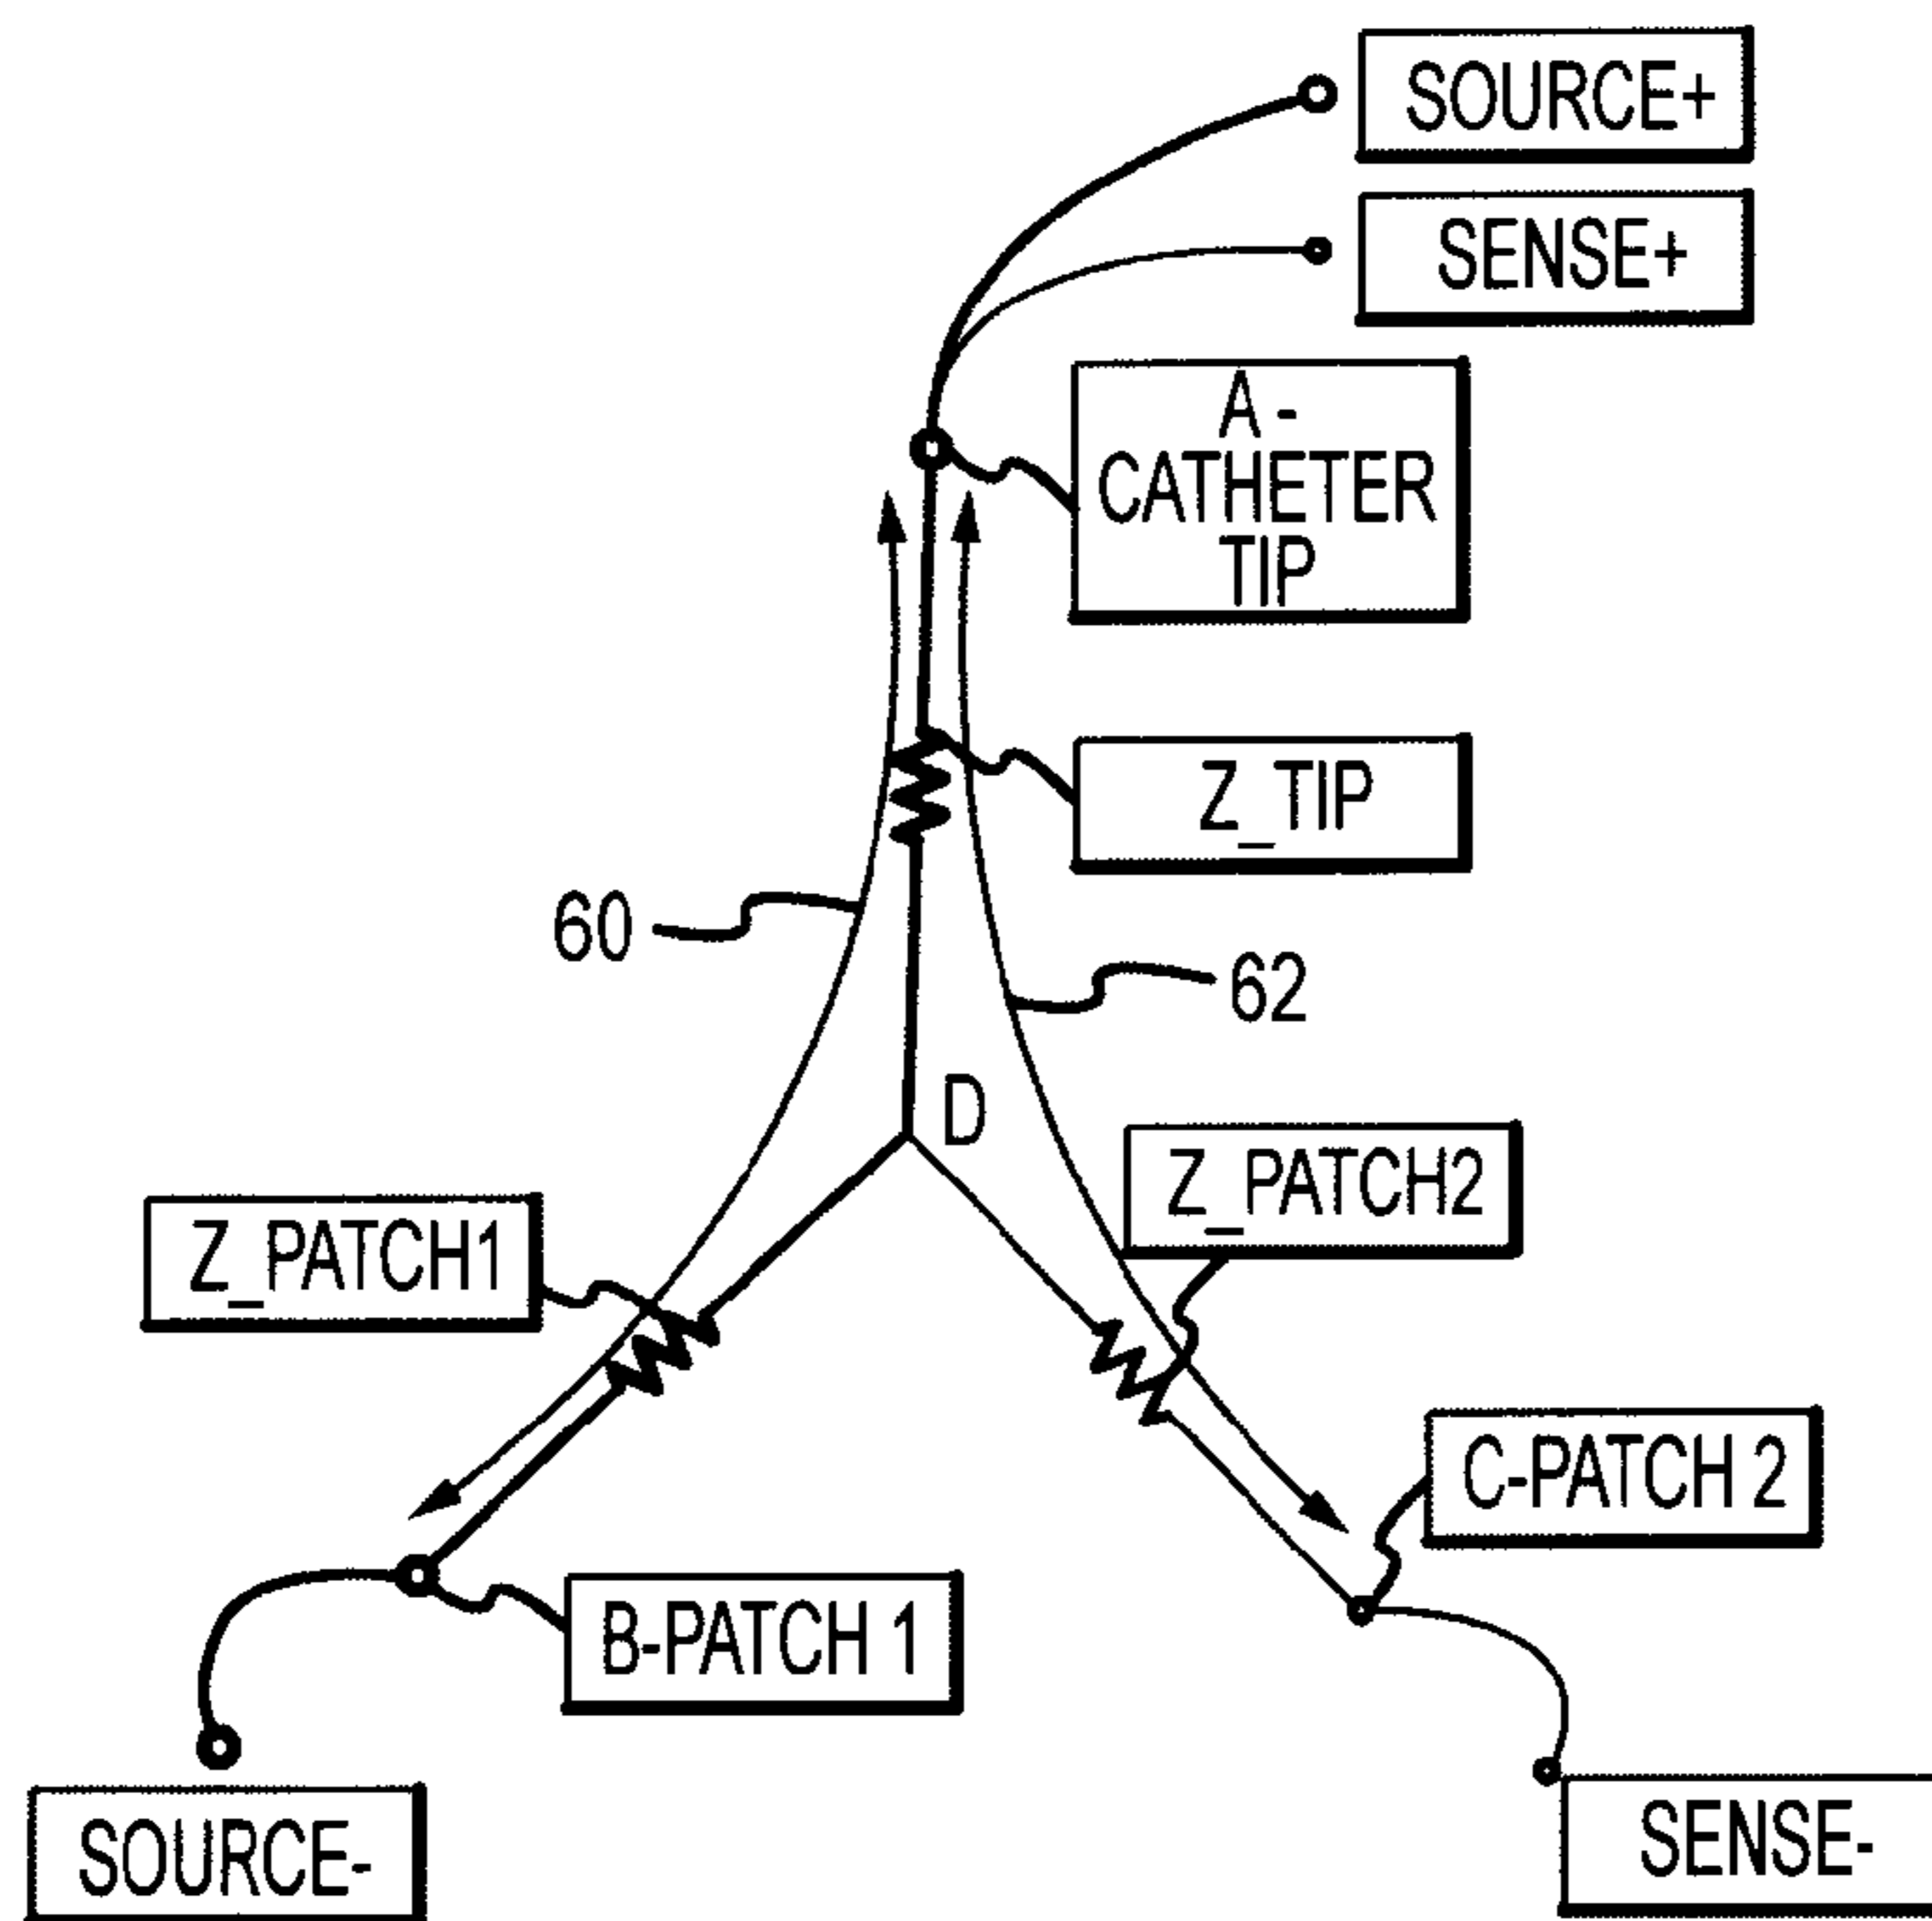 SOURCE+
SENSE+
A -
CATHETER
TIP
Z_TIP
60
62
D
Z_PATCH2
Z_PATCH1
C-PATCH 2
B-PATCH 1
SOURCE-
SENSE-